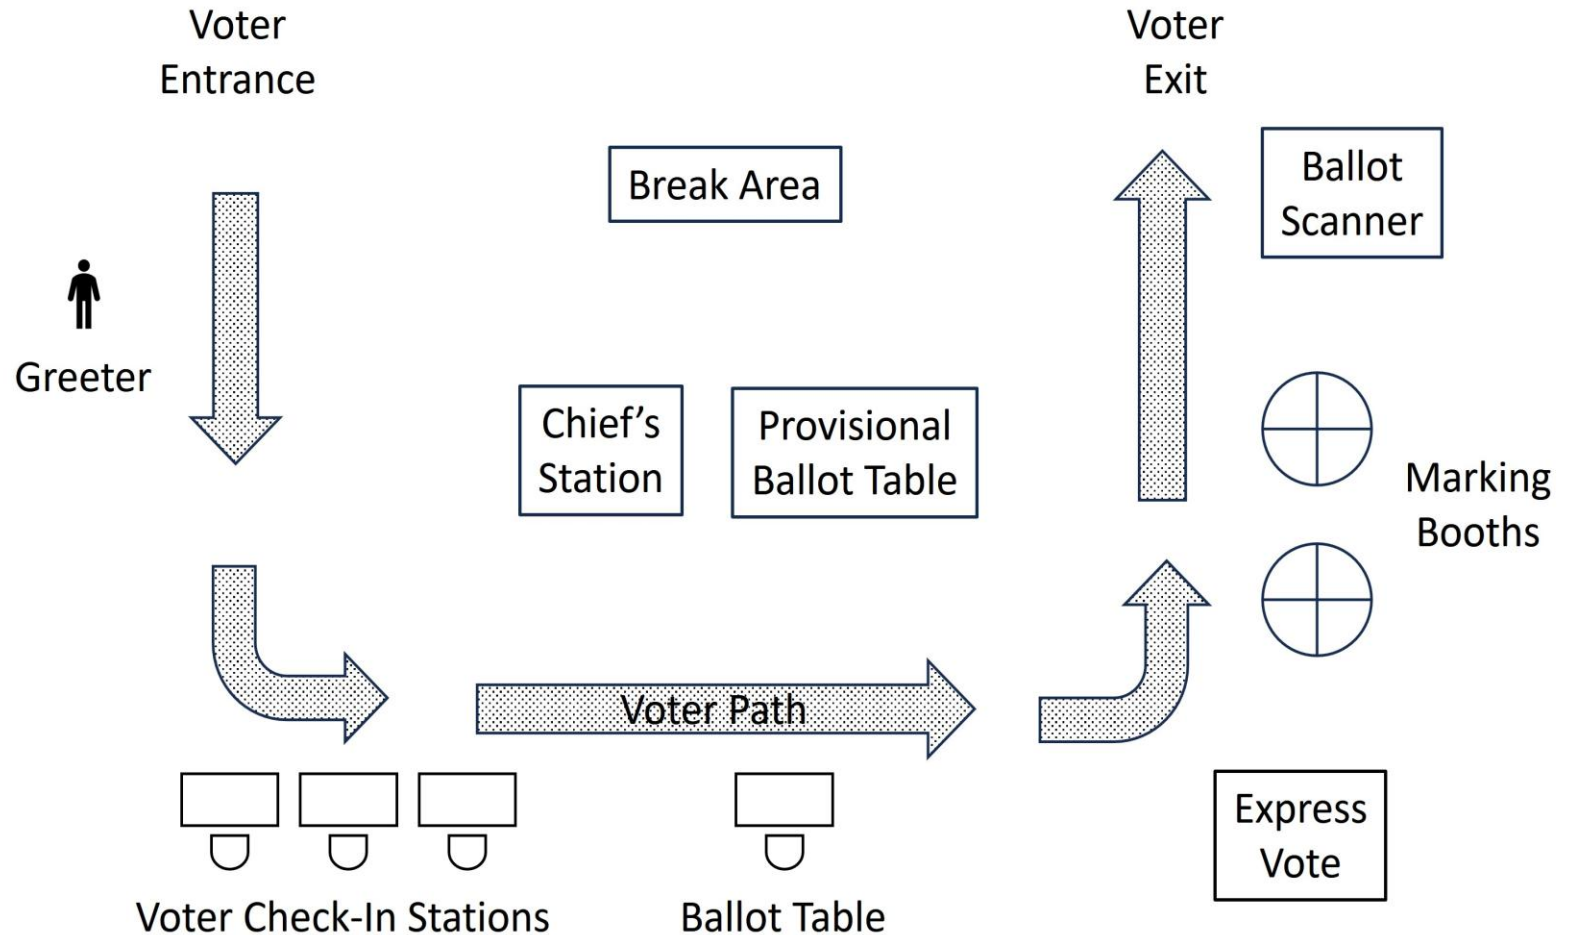 Voter
Entrance
Voter
Exit
Break Area
Ballot
Scanner
Greeter
Chief’s
Station
Provisional
Ballot Table
Marking
Booths
Voter Path
Express
Vote
Voter Check-In Stations
Ballot Table